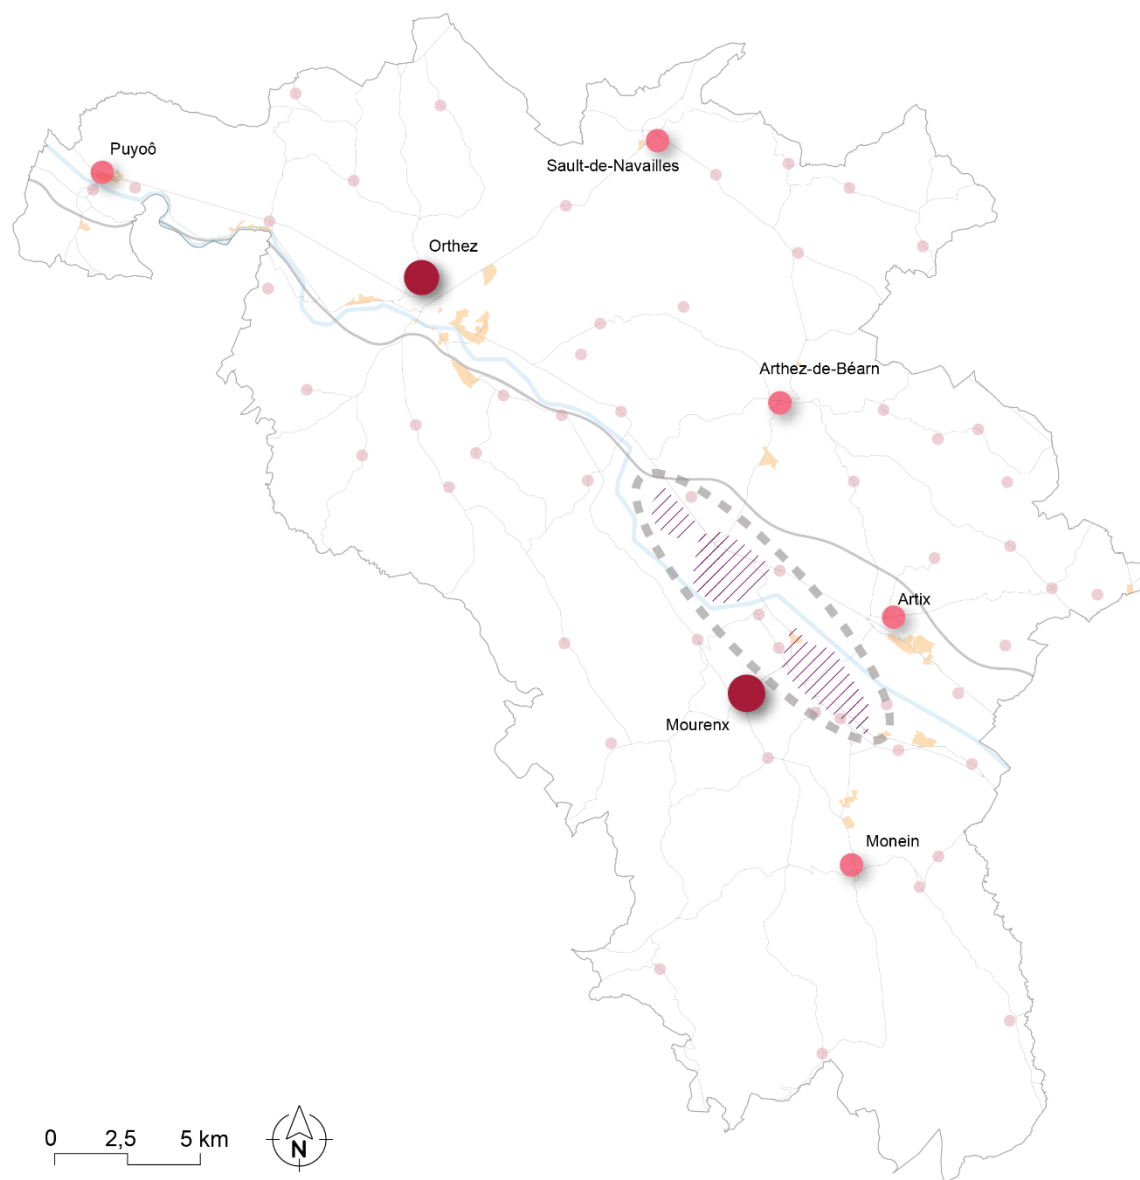 Puyoô
Sault-de-Navailles
Orthez
Arthez-de-Béarn
Artix
Mourenx
Monein
0 2,5 5 km
N